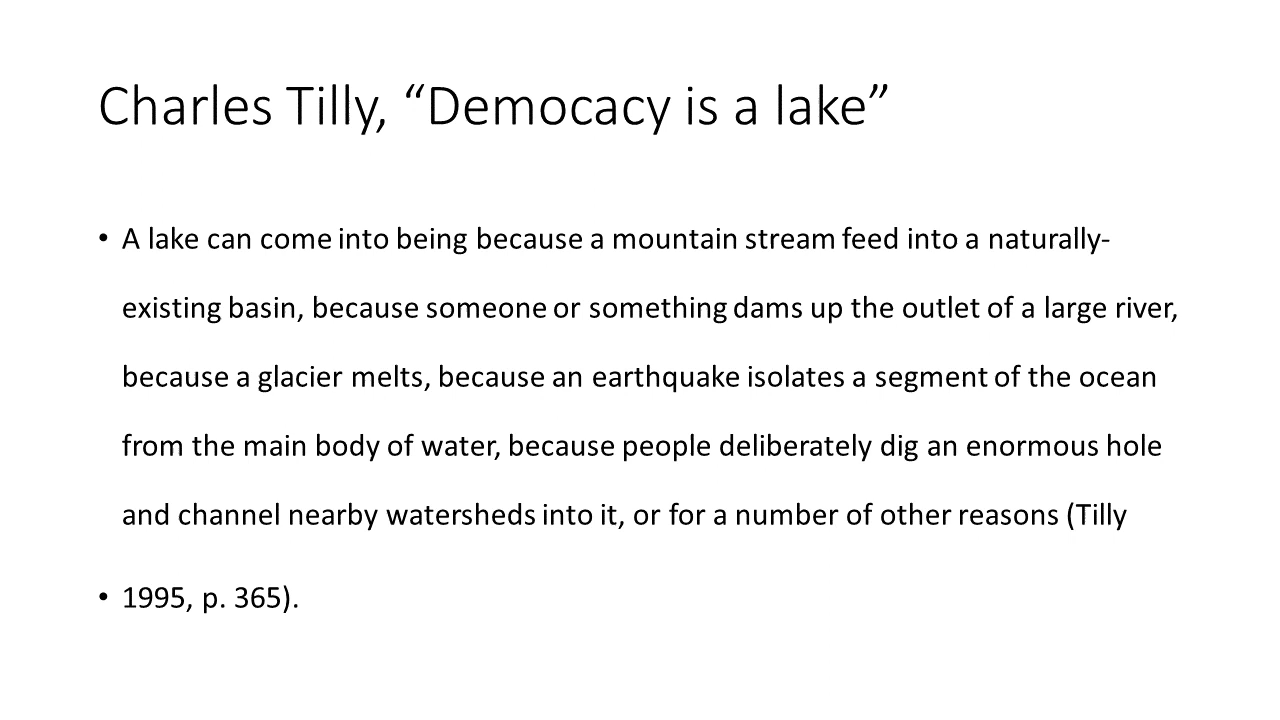 Charles Tilly, “Democacy is a lake”
• A lake can come into being because a mountain stream feed into a naturally-
existing basin, because someone or something dams up the outlet of a large river,
because a glacier melts, because an earthquake isolates a segment of the ocean
from the main body of water, because people deliberately dig an enormous hole
and channel nearby watersheds into it, or for a number of other reasons (Tilly
• 1995, p. 365).